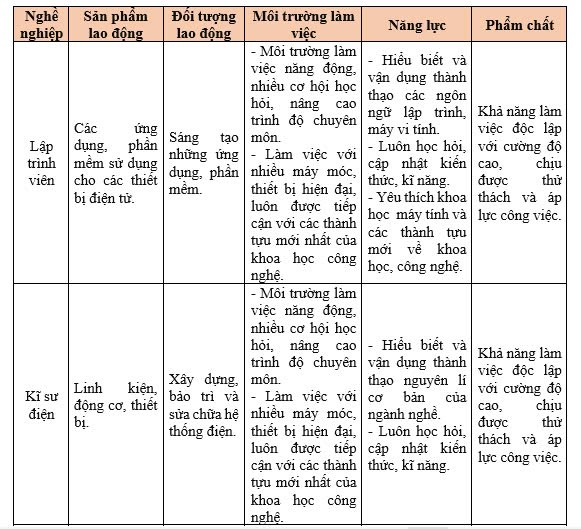 Nghề nghiệp
Sản phẩm lao động
Đối tượng lao động
Môi trường làm việc
Năng lực
Phẩm chất
Lập trình viên
Các ứng dụng, phần mềm sử dụng cho các thiết bị điện tử.
Sáng tạo những ứng dụng, phần mềm.
- Môi trường làm việc năng động, nhiều cơ hội học hỏi, nâng cao trình độ chuyên môn.
- Làm việc với nhiều máy móc, thiết bị hiện đại, luôn được tiếp cận với các thành tựu mới nhất của khoa học công nghệ.
- Hiểu biết và vận dụng thành thạo các ngôn ngữ lập trình, máy vi tính.
- Luôn học hỏi, cập nhật kiến thức, kĩ năng.
- Yêu thích khoa học máy tính và các thành tựu mới về khoa học, công nghệ.
Khả năng làm việc độc lập với cường độ cao, chịu được thử thách và áp lực công việc.
Kĩ sư điện
Linh kiện, động cơ, thiết bị.
Xây dựng, bảo trì và sửa chữa hệ thống điện.
- Môi trường làm việc năng động, nhiều cơ hội học hỏi, nâng cao trình độ chuyên môn.
- Làm việc với nhiều máy móc, thiết bị hiện đại, luôn được tiếp cận với các thành tựu mới nhất của khoa học công nghệ.
- Hiểu biết và vận dụng thành thạo nguyên lí cơ bản của ngành nghề.
- Luôn học hỏi, cập nhật kiến thức, kĩ năng.
Khả năng làm việc độc lập với cường độ cao, chịu được thử thách và áp lực công việc.